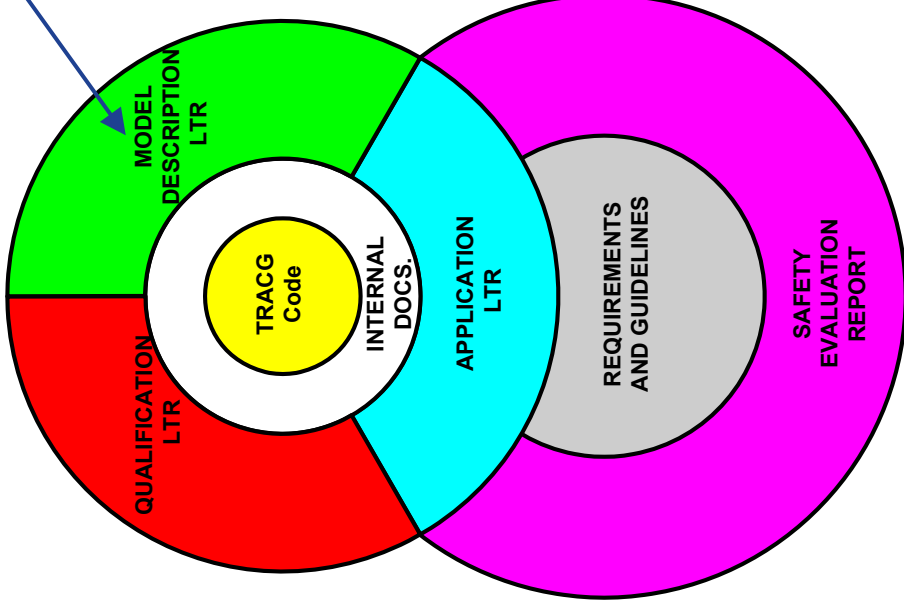 MODEL
DESCRIPTION
LTR
QUALIFICATION
LTR
TRACG
Code
INTERNAL
DOCS.
APPLICATION
LTR
REQUIREMENTS
AND GUIDELINES
SAFETY
EVALUATION
REPORT